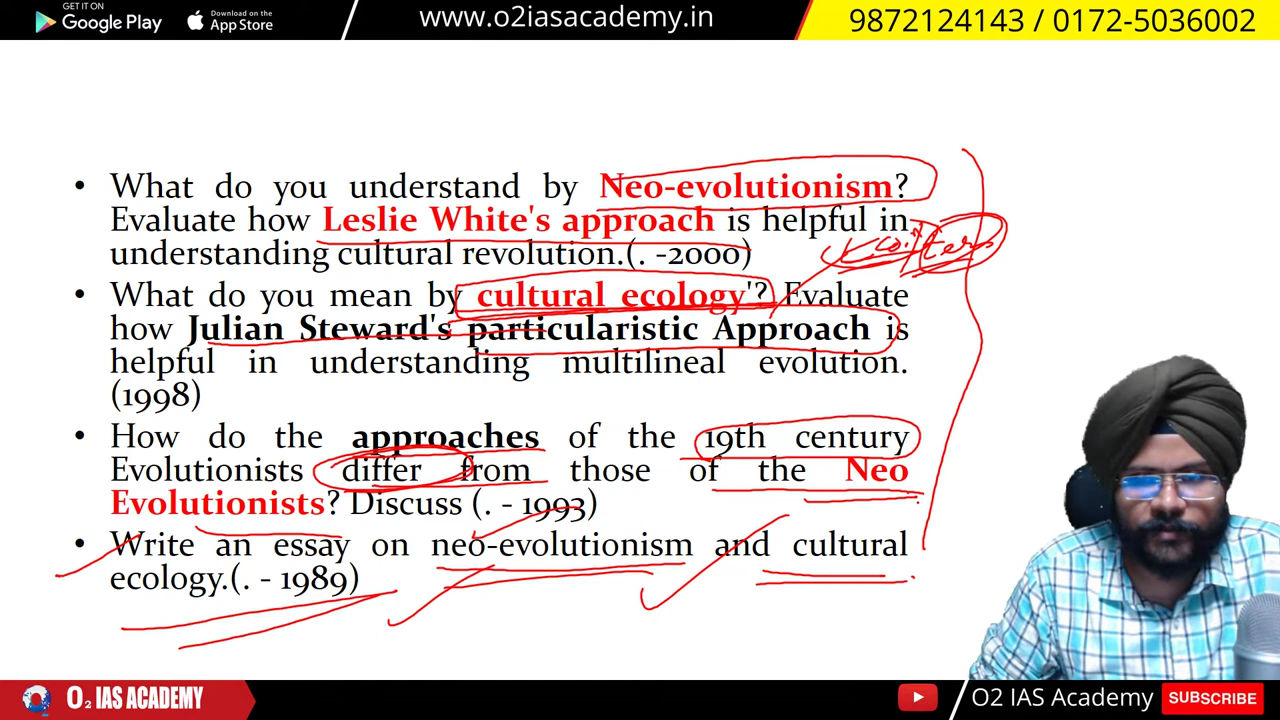 GET IT ON
Google Play
Download on the
App Store
www.o2iasacademy.in
9872124143 / 0172-5036002
• What do you understand by Neo-evolutionism?
Evaluate how Leslie White's approach is helpful in
understanding cultural revolution.(. -2000)
• What do you mean by cultural ecology'? Evaluate
how Julian Steward's particularistic Approach is
helpful in understanding multilineal evolution.
(1998)
• How do the approaches of the 19th century
Evolutionists differ from those of the Neo
Evolutionists? Discuss (. - 1993)
• Write an essay on neo-evolutionism and cultural
ecology.(. - 1989)
O2 IAS ACADEMY
O2 IAS Academy
SUBSCRIBE